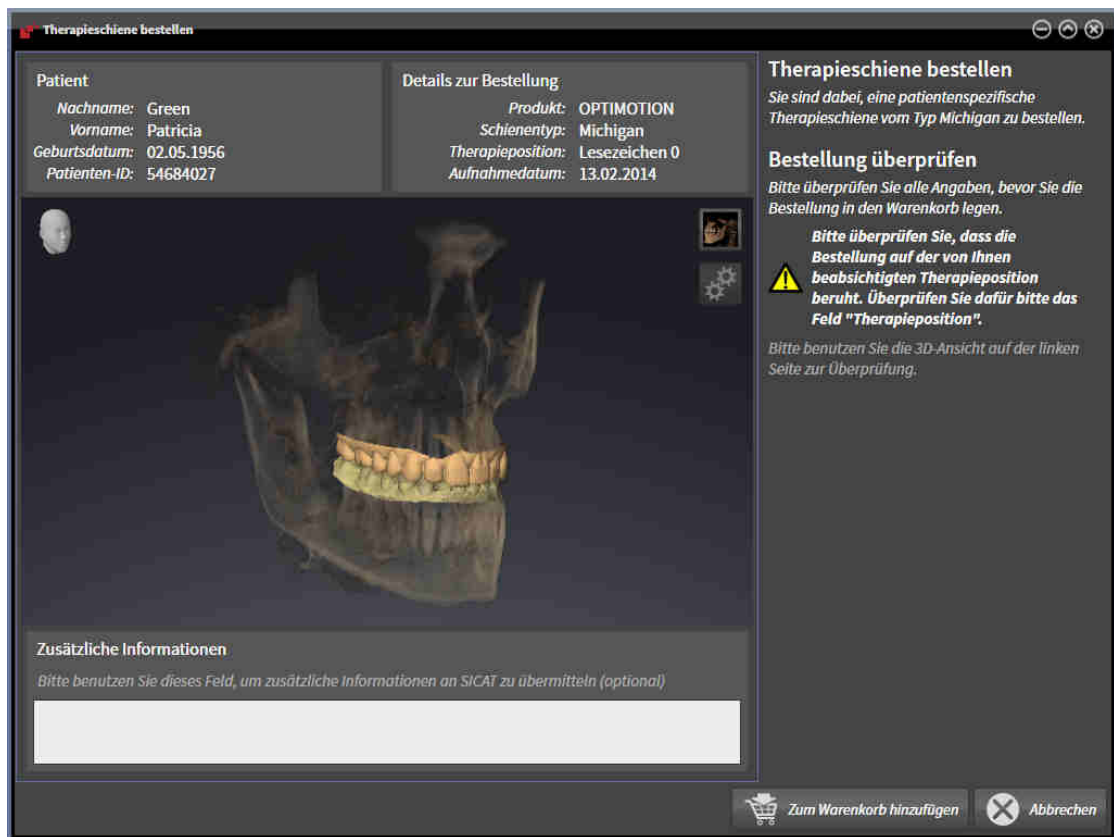 Therapieschiene bestellen
Patient
Nachname: Green
Vorname: Patricia
Geburtsdatum: 02.05.1956
Patienten-ID: 54684027
Details zur Bestellung
Produkt: OPTIMOTION
Schienentyp: Michigan
Therapieposition: Lesezeichen 0
Aufnahmedatum: 13.02.2014
Zusätzliche Informationen
Bitte benutzen Sie dieses Feld, um zusätzliche Informationen an SICAT zu übermitteln (optional)
Therapieschiene bestellen
Sie sind dabei, eine patientenspezifische
Therapieschiene vom Typ Michigan zu bestellen.
Bestellung überprüfen
Bitte überprüfen Sie alle Angaben, bevor Sie die
Bestellung in den Warenkorb legen.
Bitte überprüfen Sie, dass die
Bestellung auf der von Ihnen
beabsichtigten Therapieposition
beruht. Überprüfen Sie dafür bitte das
Feld "Therapieposition".
Bitte benutzen Sie die 3D-Ansicht auf der linken
Seite zur Überprüfung.
Zum Warenkorb hinzufügen
Abbrechen